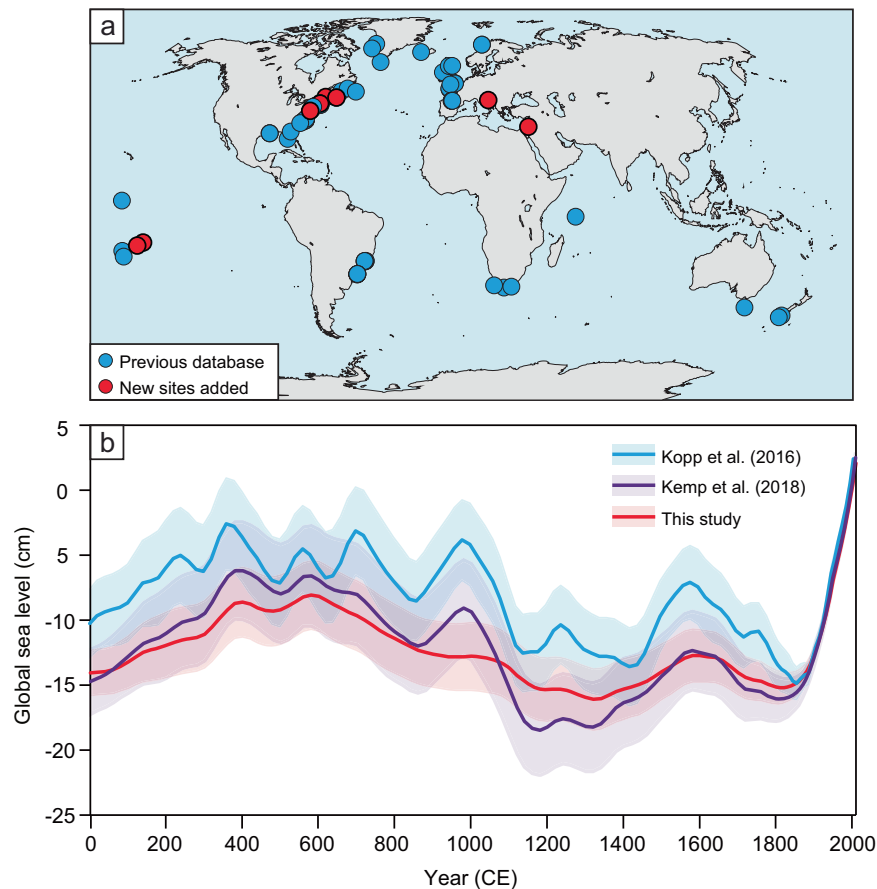 a
Previous database
New sites added
b
Kopp et al. (2016)
Kemp et al. (2018)
This study
Global sea level (cm)
5
0
-5
-10
-15
-20
-25
0 200 400 600 800 1000 1200 1400 1600 1800 2000
Year (CE)